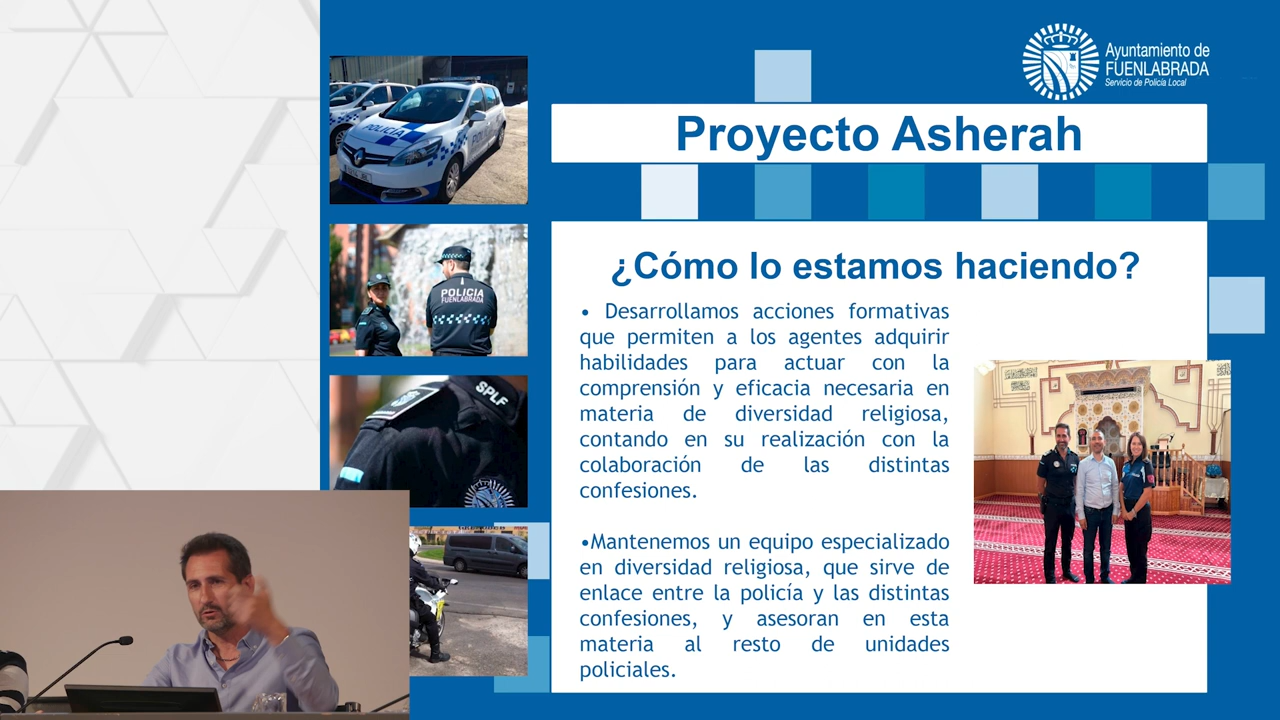 Ayuntamiento de
FUENLABRADA
Servicio de Policía Local
Proyecto Asherah
POLICIA
POLICIA
FUENLABRADA
SPLF
¿Cómo lo estamos haciendo?
• Desarrollamos acciones formativas
que permiten a los agentes adquirir
habilidades para actuar con la
comprensión y eficacia necesaria en
materia de diversidad religiosa,
contando en su realización con la
colaboración de las distintas
confesiones.
•Mantenemos un equipo especializado
en diversidad religiosa, que sirve de
enlace entre la policía y las distintas
confesiones, y asesoran en esta
materia al resto de unidades
policiales.